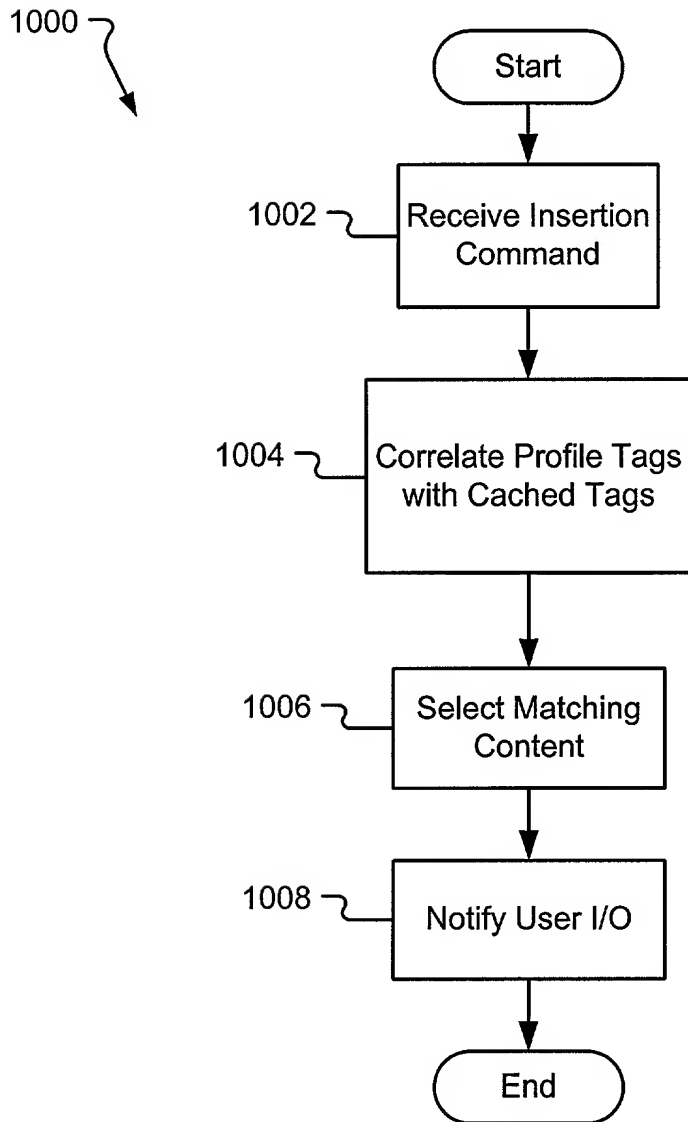 1000
Start
1002
Receive Insertion
Command
1004
Correlate Profile Tags
with Cached Tags
1006
Select Matching
Content
1008
Notify User I/O
End